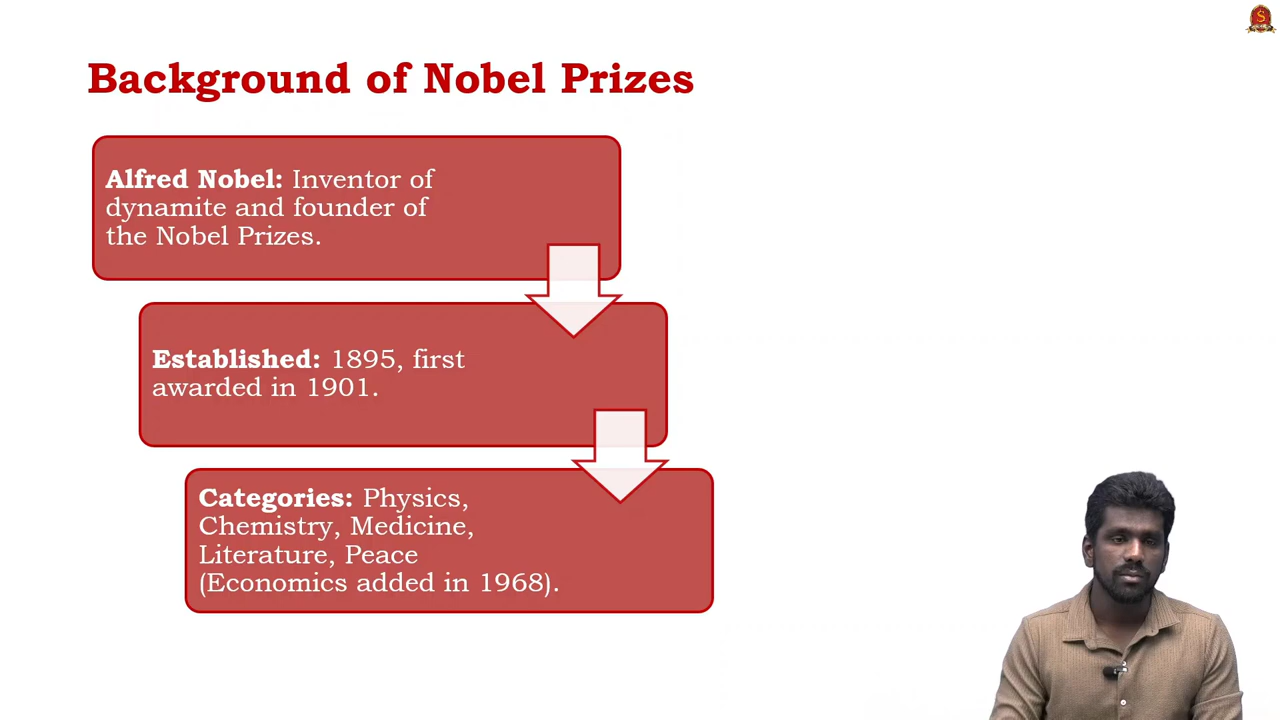 Background of Nobel Prizes
Alfred Nobel: Inventor of
dynamite and founder of
the Nobel Prizes.
Established: 1895, first
awarded in 1901.
Categories: Physics,
Chemistry, Medicine,
Literature, Peace
(Economics added in 1968).